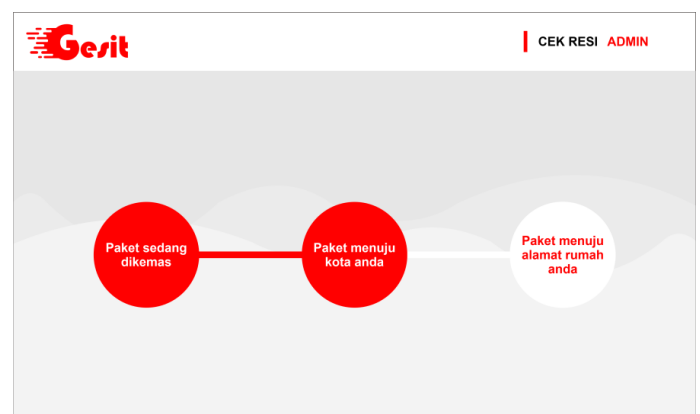 Gesit
CEK RESI ADMIN
Paket sedang
dikemas
Paket menuju
kota anda
Paket menuju
alamat rumah
anda